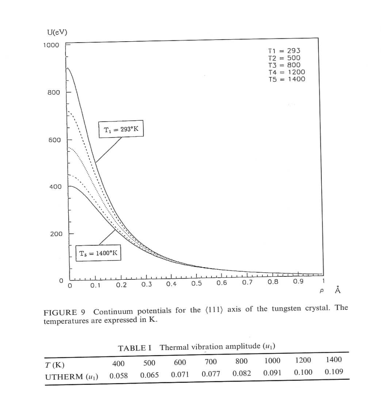 U(eV)
1000
800
600
400
200
0
T1 = 293
T2 = 500
T3 = 800
T4 = 1200
T5 = 1400
T₁ = 293°K
T₅ = 1400°K
0 0.1 0.2 0.3 0.4 0.5 0.6 0.7 0.8 0.9 1
ρ Å
FIGURE 9 Continuum potentials for the ⟨111⟩ axis of the tungsten crystal. The
temperatures are expressed in K.
TABLE I Thermal vibration amplitude (u₁)
T (K) 400 500 600 700 800 1000 1200 1400
UTHERM (u₁) 0.058 0.065 0.071 0.077 0.082 0.091 0.100 0.109